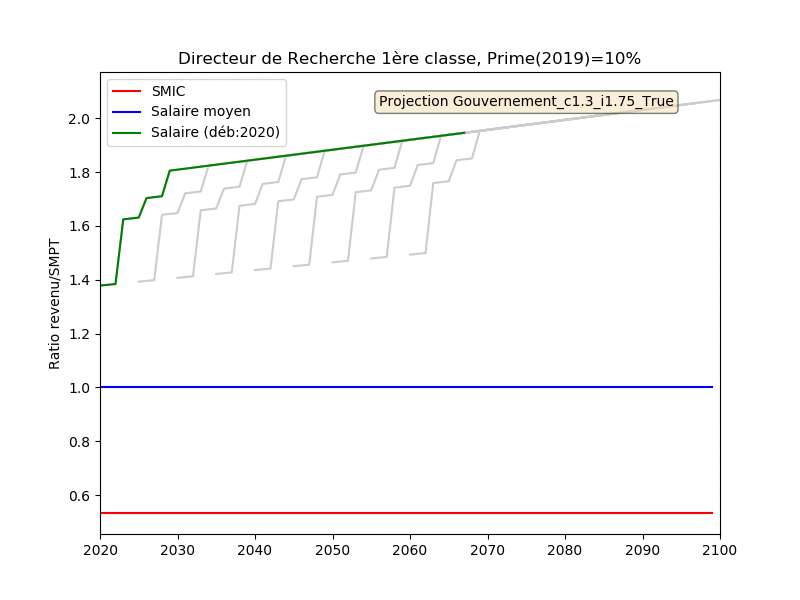 Directeur de Recherche 1ère classe, Prime(2019)=10%
SMIC
Salaire moyen
Salaire (déb:2020)
Projection Gouvernement_c1.3_i1.75_True
Ratio revenu/SMPT
2.0
1.8
1.6
1.4
1.2
1.0
0.8
0.6
2020 2030 2040 2050 2060 2070 2080 2090 2100